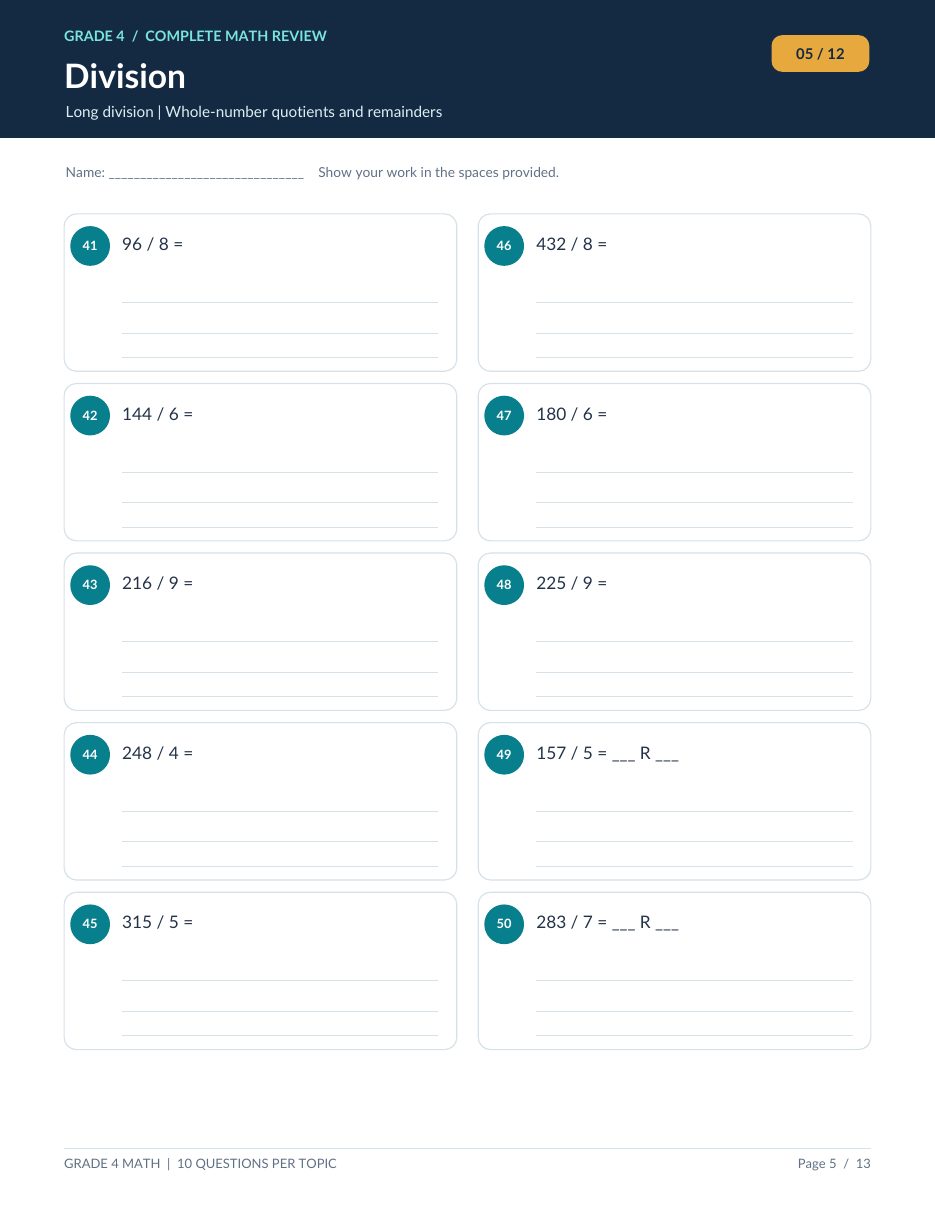 GRADE 4 / COMPLETE MATH REVIEW
05 / 12
Division
Long division | Whole-number quotients and remainders
Name: ______________________________ Show your work in the spaces provided.
41 96 / 8 =
42 144 / 6 =
43 216 / 9 =
44 248 / 4 =
45 315 / 5 =
46 432 / 8 =
47 180 / 6 =
48 225 / 9 =
49 157 / 5 = ___ R ___
50 283 / 7 = ___ R ___
GRADE 4 MATH | 10 QUESTIONS PER TOPIC
Page 5 / 13